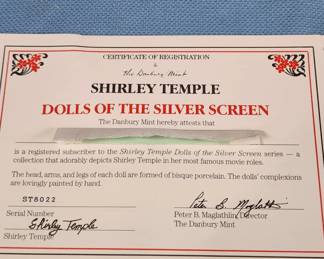 CERTIFICATE OF REGISTRATION
The Danbury Mint
SHIRLEY TEMPLE
DOLLS OF THE SILVER SCREEN
The Danbury Mint hereby attests that
is a registered subscriber to the Shirley Temple Dolls of the Silver Screen series — a
collection that adorably depicts Shirley Temple in her most famous movie roles.
The head, arms, and legs of each doll are formed of bisque porcelain. The dolls' complexions
are lovingly painted by hand.
ST8022
Serial Number
Shirley Temple
Shirley Temple
Peter B. Maglathlin
Peter B. Maglathlin, Director
The Danbury Mint